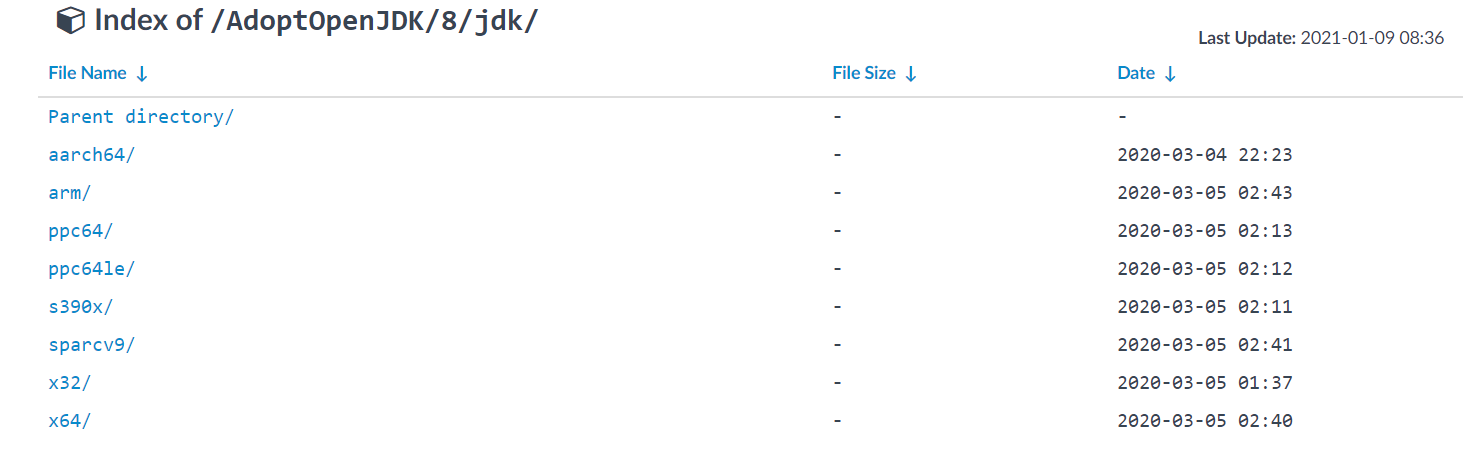 Index of /AdoptOpenJDK/8/jdk/
Last Update: 2021-01-09 08:36
File Name ↓ File Size ↓ Date ↓
Parent directory/ - -
aarch64/ - 2020-03-04 22:23
arm/ - 2020-03-05 02:43
ppc64/ - 2020-03-05 02:13
ppc64le/ - 2020-03-05 02:12
s390x/ - 2020-03-05 02:11
sparcv9/ - 2020-03-05 02:41
x32/ - 2020-03-05 01:37
x64/ - 2020-03-05 02:40